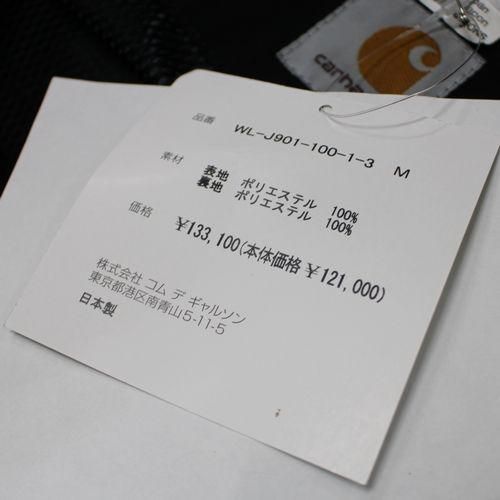 carha
品番 WL-J901-100-1-3 M
素材 表地 ポリエステル 100%
裏地 ポリエステル 100%
価格 ¥133,100(本体価格 ¥121,000)
株式会社 コム デ ギャルソン
東京都港区南青山5-11-5
日本製